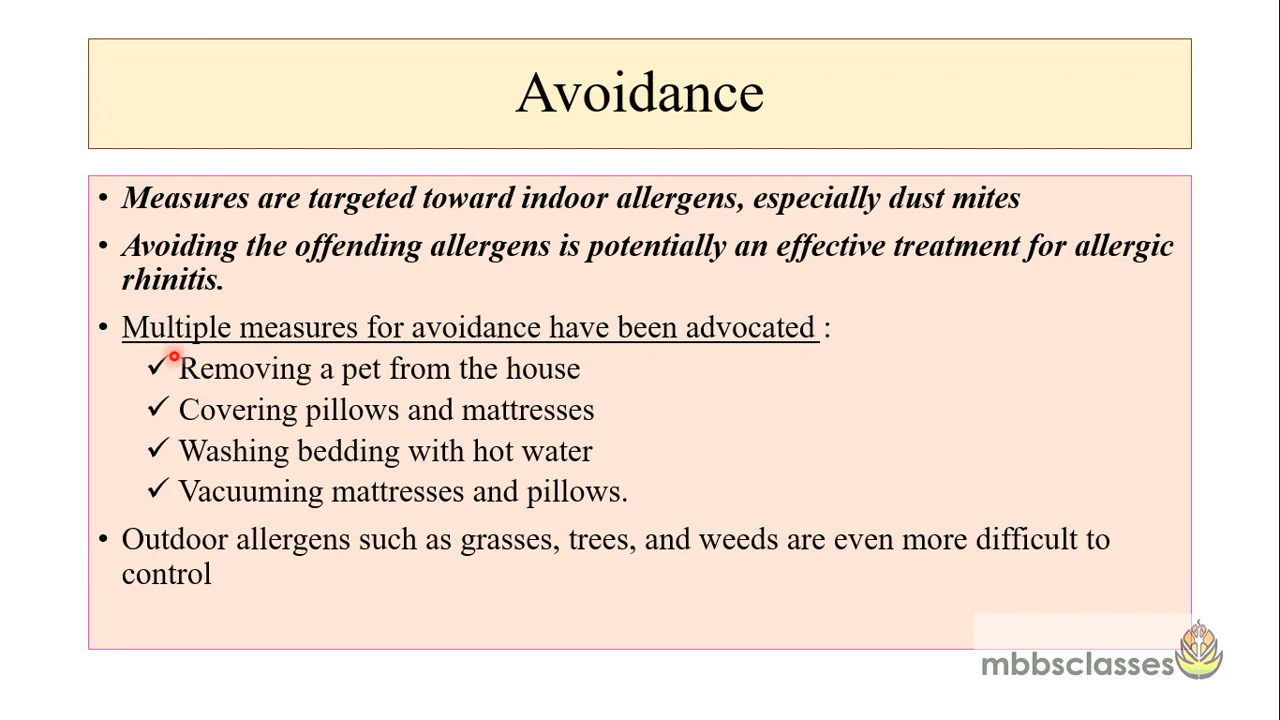 Avoidance
• Measures are targeted toward indoor allergens, especially dust mites
• Avoiding the offending allergens is potentially an effective treatment for allergic
rhinitis.
• Multiple measures for avoidance have been advocated :
✓ Removing a pet from the house
✓ Covering pillows and mattresses
✓ Washing bedding with hot water
✓ Vacuuming mattresses and pillows.
• Outdoor allergens such as grasses, trees, and weeds are even more difficult to
control
mbbsclasses